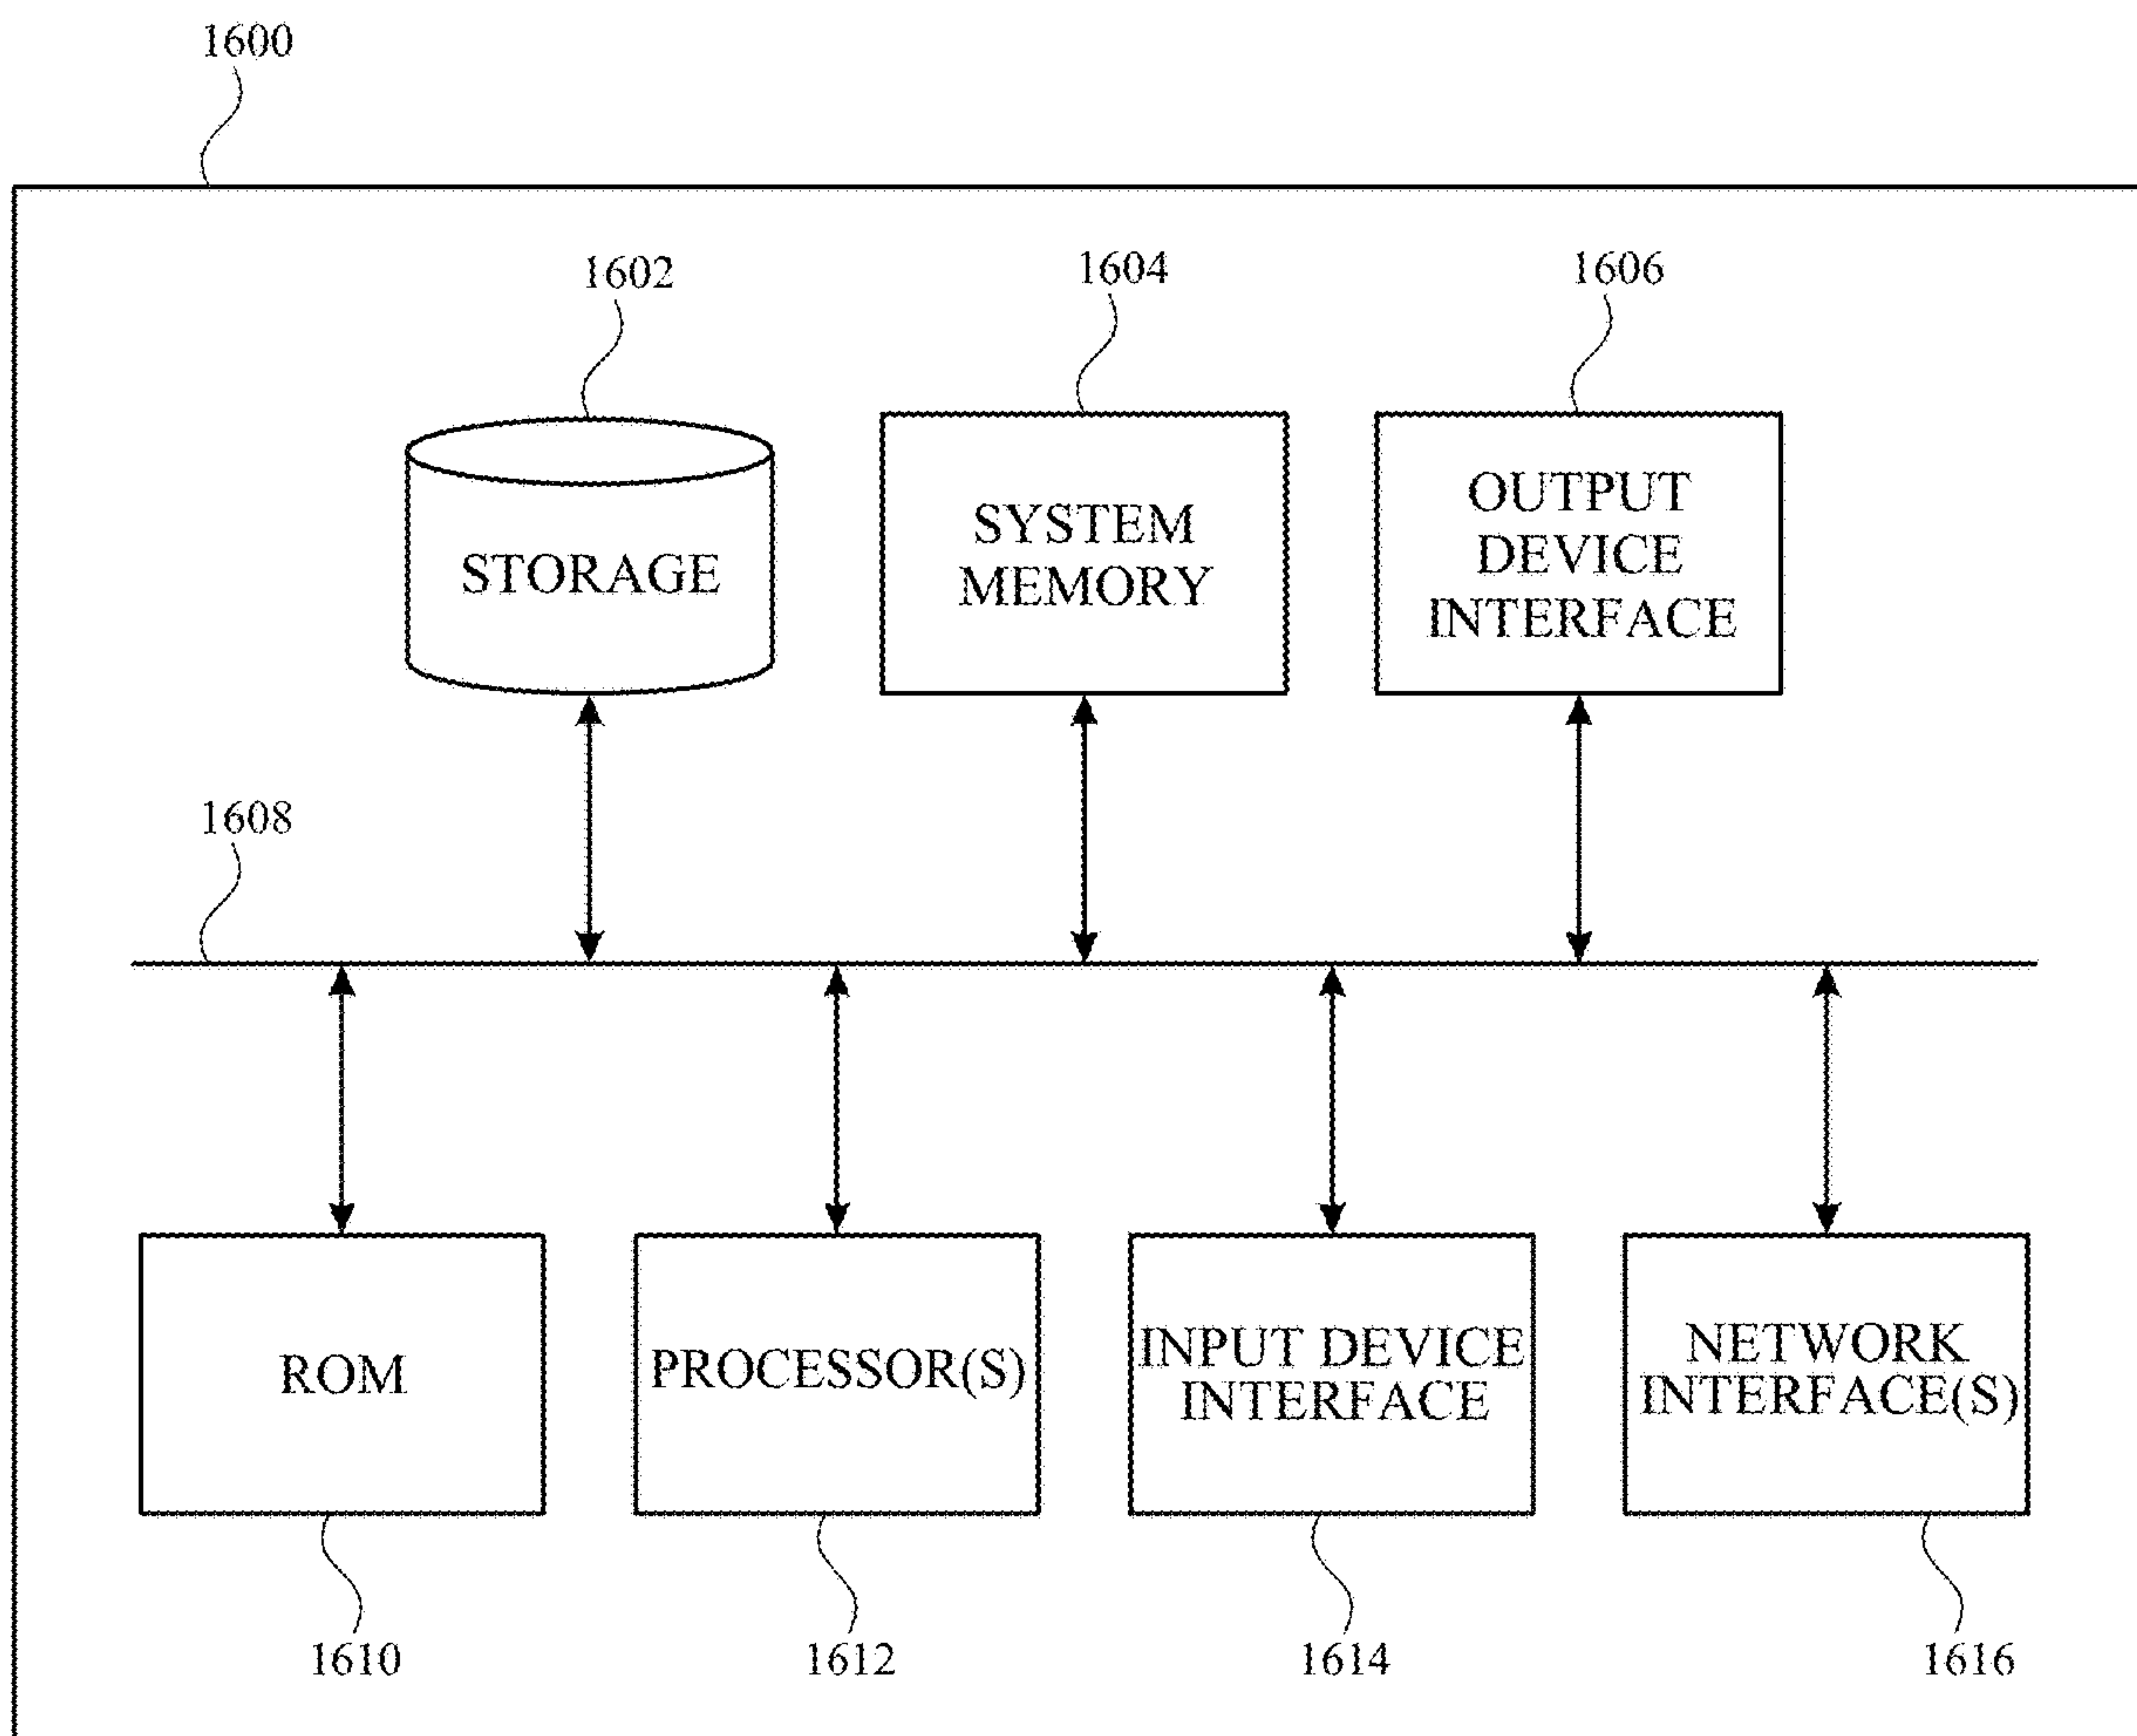 1600
1602
1604
1606
STORAGE
SYSTEM
MEMORY
OUTPUT
DEVICE
INTERFACE
1608
ROM
PROCESSOR(S)
INPUT DEVICE
INTERFACE
NETWORK
INTERFACE(S)
1610
1612
1614
1616